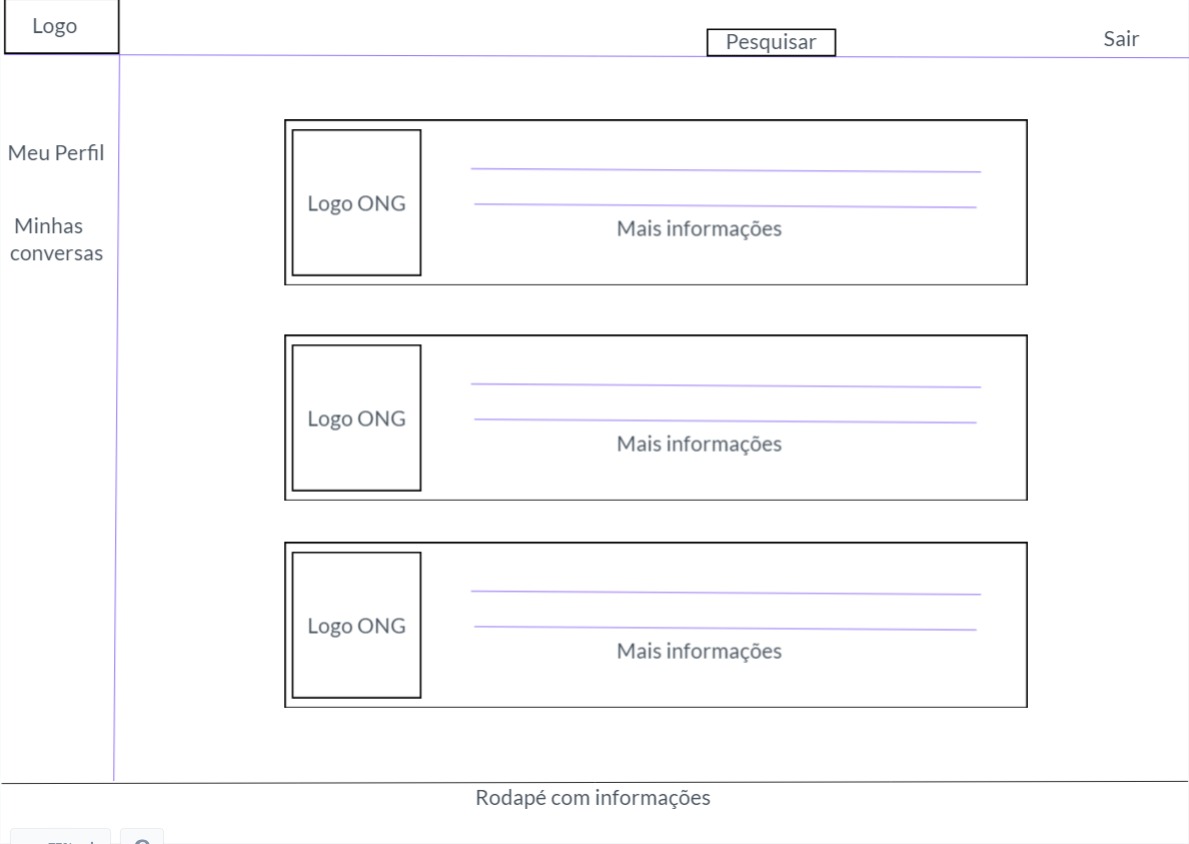 Logo
Pesquisar
Sair
Meu Perfil
Minhas
conversas
Logo ONG
Mais informações
Logo ONG
Mais informações
Logo ONG
Mais informações
Rodapé com informações